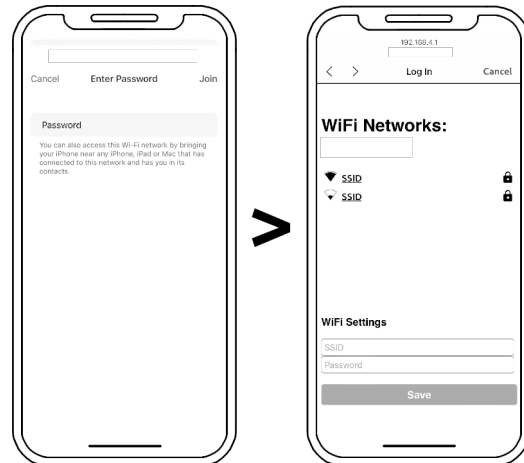 Cancel Enter Password Join
Password
You can also access this Wi-Fi network by bringing
your iPhone near any iPhone, iPad or Mac that has
connected to this network and has you in its
contacts.
>
192.168.4.1
< > Log In Cancel
WiFi Networks:
SSID
SSID
WiFi Settings
SSID
Password
Save